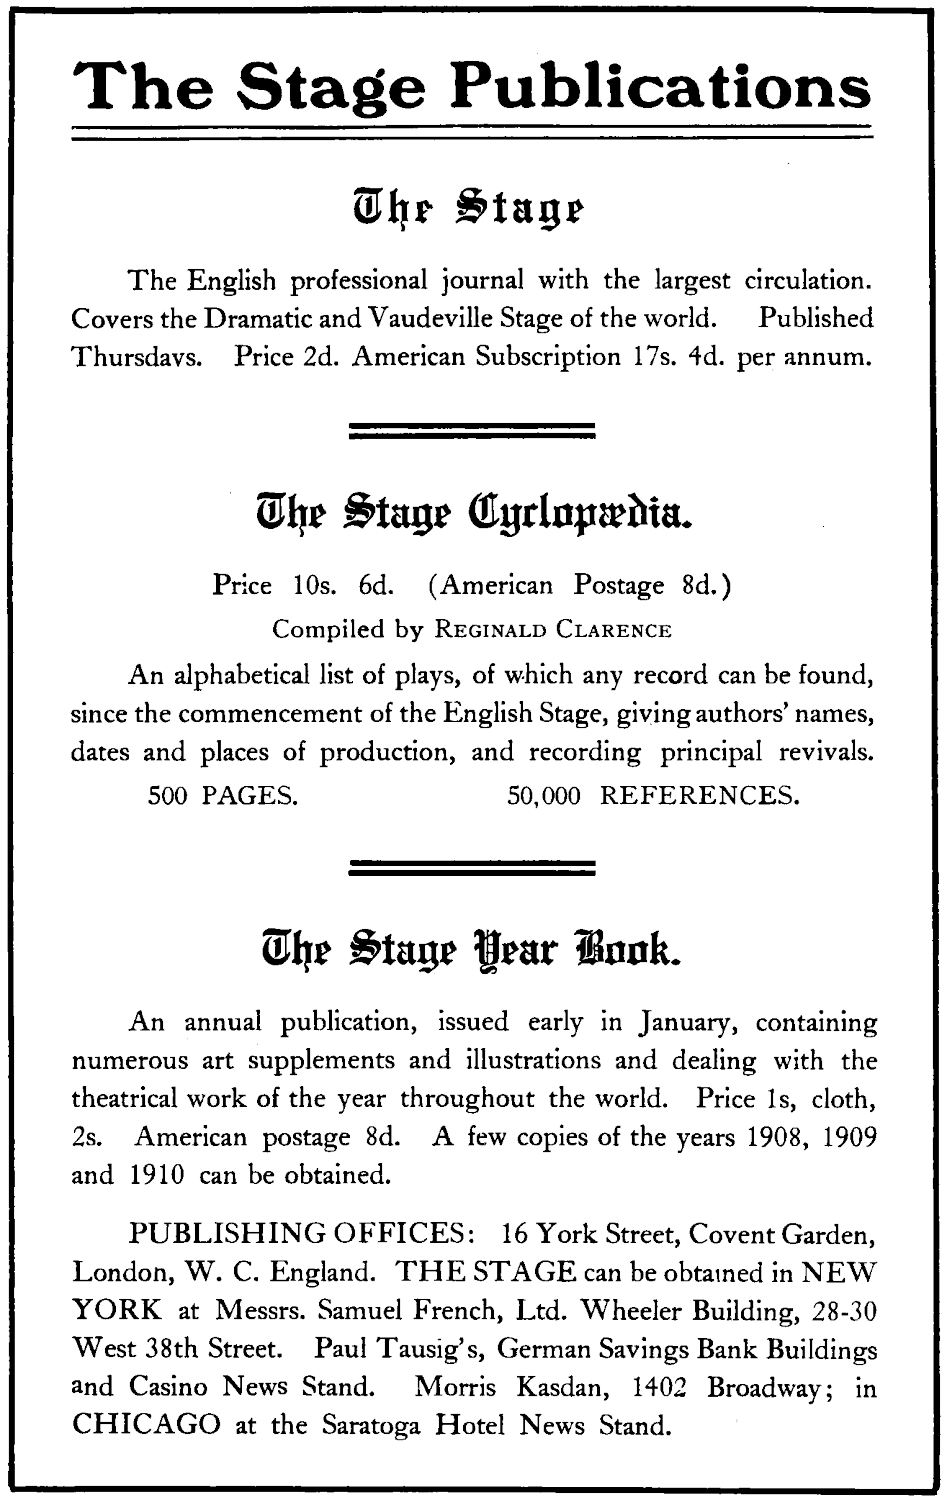 The Stage Publications
The Stage
The English professional journal with the largest circulation.
Covers the Dramatic and Vaudeville Stage of the world. Published
Thursdays. Price 2d. American Subscription 17s. 4d. per annum.
The Stage Cyclopædia.
Price 10s. 6d. (American Postage 8d.)
Compiled by REGINALD CLARENCE
An alphabetical list of plays, of which any record can be found,
since the commencement of the English Stage, giving authors' names,
dates and places of production, and recording principal revivals.
500 PAGES. 50,000 REFERENCES.
The Stage Year Book.
An annual publication, issued early in January, containing
numerous art supplements and illustrations and dealing with the
theatrical work of the year throughout the world. Price 1s, cloth,
2s. American postage 8d. A few copies of the years 1908, 1909
and 1910 can be obtained.
PUBLISHING OFFICES: 16 York Street, Covent Garden,
London, W. C. England. THE STAGE can be obtained in NEW
YORK at Messrs. Samuel French, Ltd. Wheeler Building, 28-30
West 38th Street. Paul Tausig's, German Savings Bank Buildings
and Casino News Stand. Morris Kasdan, 1402 Broadway; in
CHICAGO at the Saratoga Hotel News Stand.